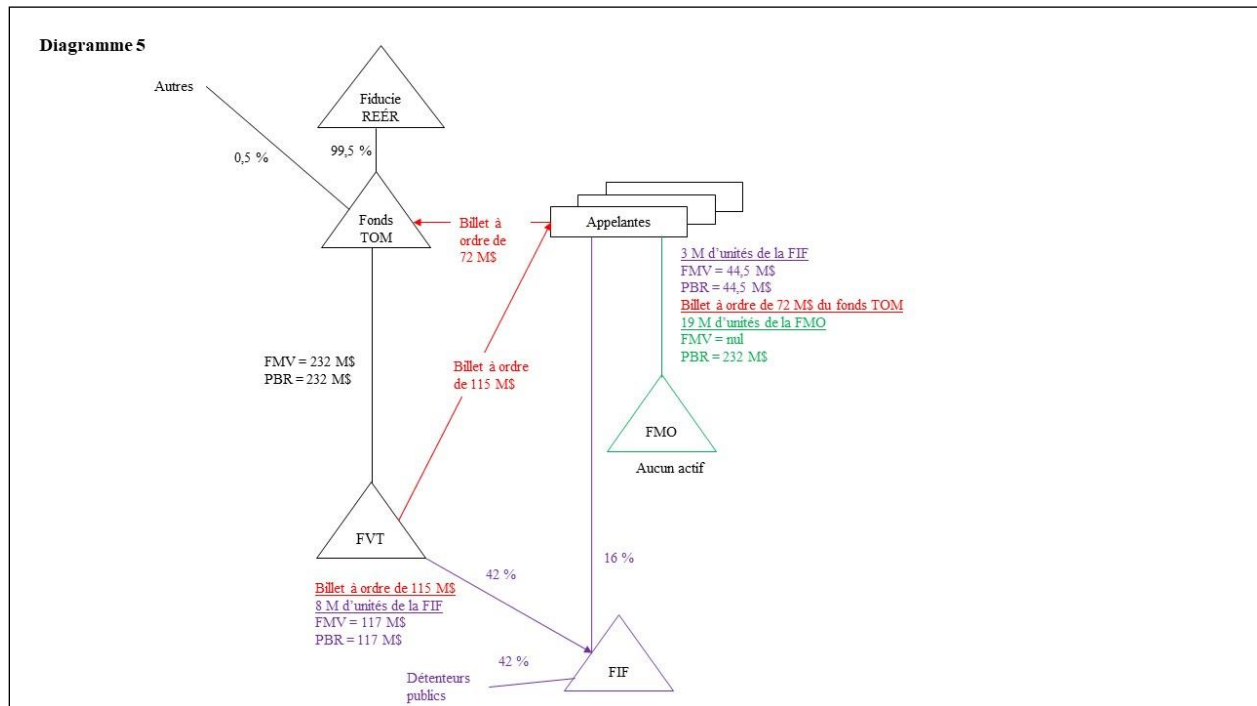 Diagramme 5
Autres
Fiducie
REÉR
0,5 %
99,5 %
Fonds
TOM
Billet à
ordre de
72 M$
Appelantes
3 M d'unités de la FIF
FMV = 44,5 M$
PBR = 44,5 M$
Billet à ordre de 72 M$ du fonds TOM
19 M d'unités de la FMO
FMV = nul
PBR = 232 M$
FMV = 232 M$
PBR = 232 M$
Billet à ordre
de 115 M$
FMO
Aucun actif
FVT
Billet à ordre de 115 M$
8 M d'unités de la FIF
FMV = 117 M$
PBR = 117 M$
42 %
16 %
42 %
Détenteurs
publics
FIF